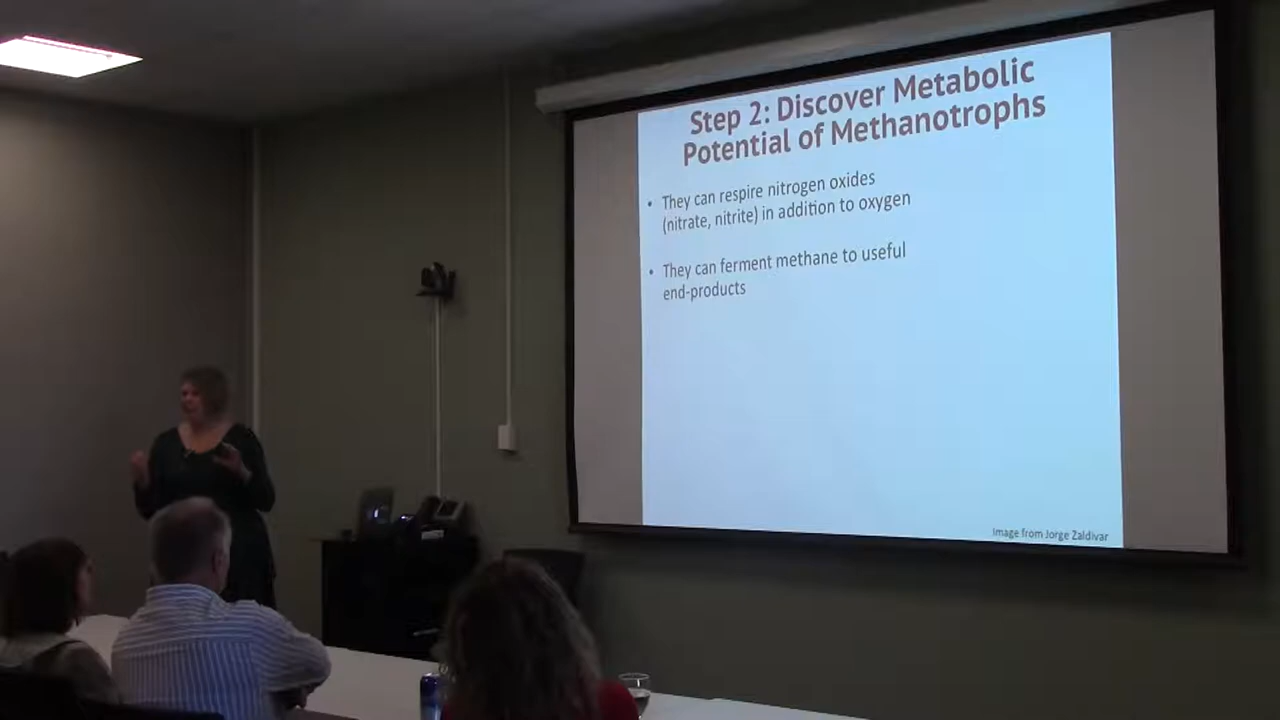 Step 2: Discover Metabolic
Potential of Methanotrophs
• They can respire nitrogen oxides
(nitrate, nitrite) in addition to oxygen
• They can ferment methane to useful
end-products
Image from Jorge Zaldivar